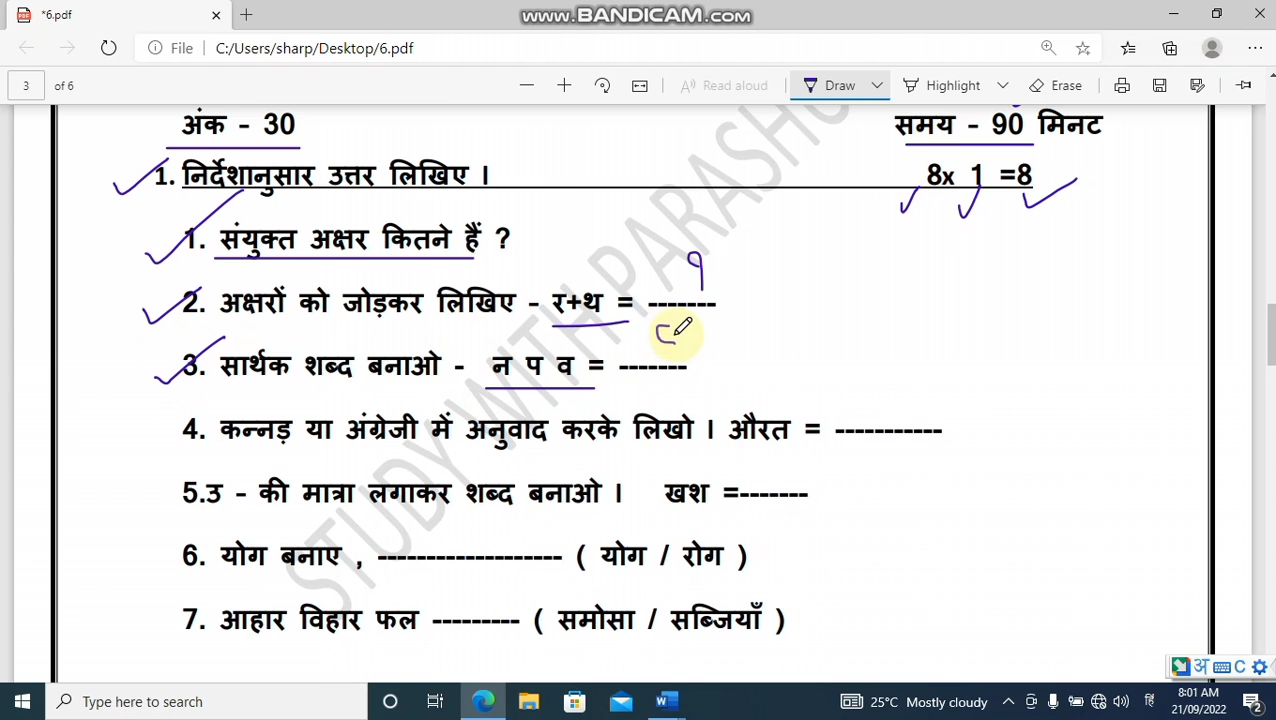 WWW.BANDICAM.COM
*6.pdf
File C:/Users/sharp/Desktop/6.pdf
3 of 6 Read aloud Draw Highlight Erase
अंक - 30 समय - 90 मिनट
1. निर्देशानुसार उत्तर लिखिए । 8x 1 =8
1. संयुक्त अक्षर कितने हैं ?
2. अक्षरों को जोड़कर लिखिए - र+थ = -------
3. सार्थक शब्द बनाओ - न प व = -------
4. कन्नड़ या अंग्रेजी में अनुवाद करके लिखो । औरत = -----------
5.उ - की मात्रा लगाकर शब्द बनाओ । खश =-------
6. योग बनाए , ------------------- ( योग / रोग )
7. आहार विहार फल --------- ( समोसा / सब्जियाँ )
STUDY WITH PARASHU
Type here to search
25°C Mostly cloudy
8:01 AM
21/09/2022